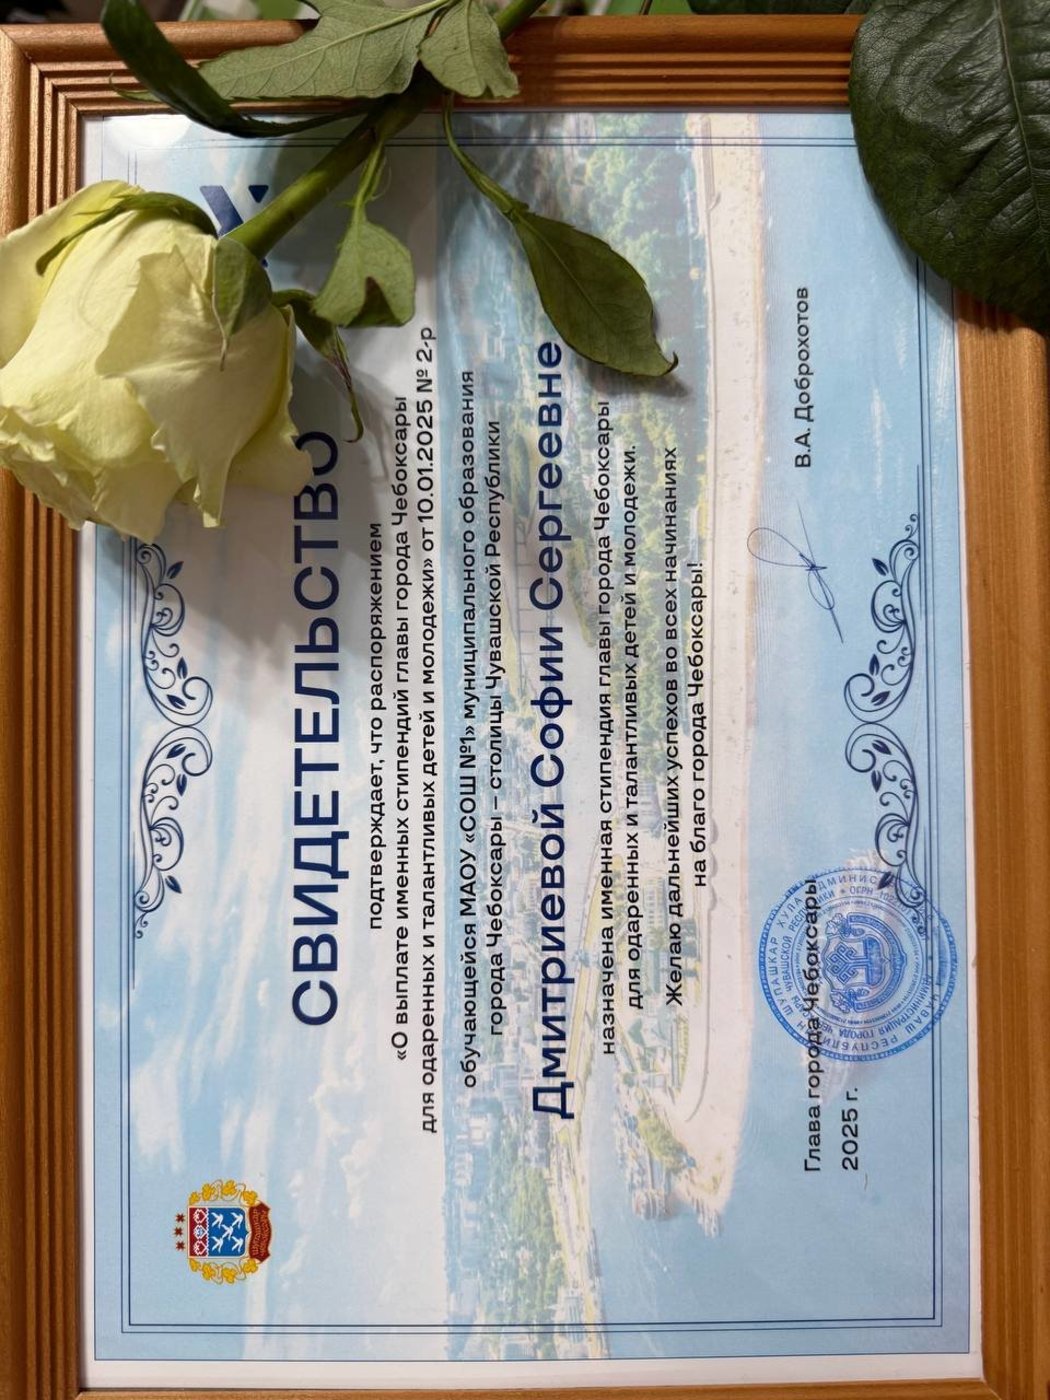 СВИДЕТЕЛЬСТВО
подтверждает, что распоряжением
«О выплате именных стипендий главы города Чебоксары
для одаренных и талантливых детей и молодежи» от 10.01.2025 № 2-р
обучающейся МАОУ «СОШ №1» муниципального образования
города Чебоксары – столицы Чувашской Республики
Дмитриевой Софии Сергеевне
назначена именная стипендия главы города Чебоксары
для одаренных и талантливых детей и молодежи.
Желаю дальнейших успехов во всех начинаниях
на благо города Чебоксары!
Глава города Чебоксары
В.А. Доброхотов
2025 г.